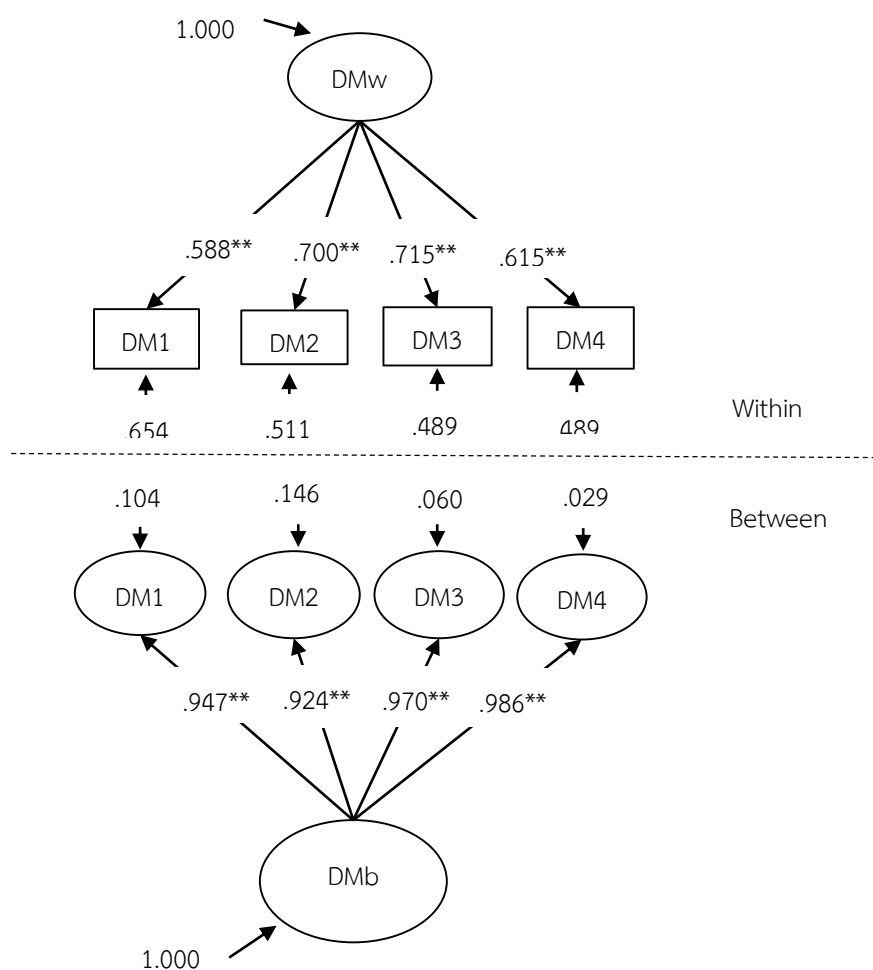 1.000
DMw
.588** .700** .715** .615**
DM1 DM2 DM3 DM4
Within
.654 .511 .489 .489
.104 .146 .060 .029
Between
DM1 DM2 DM3 DM4
.947** .924** .970** .986**
DMb
1.000